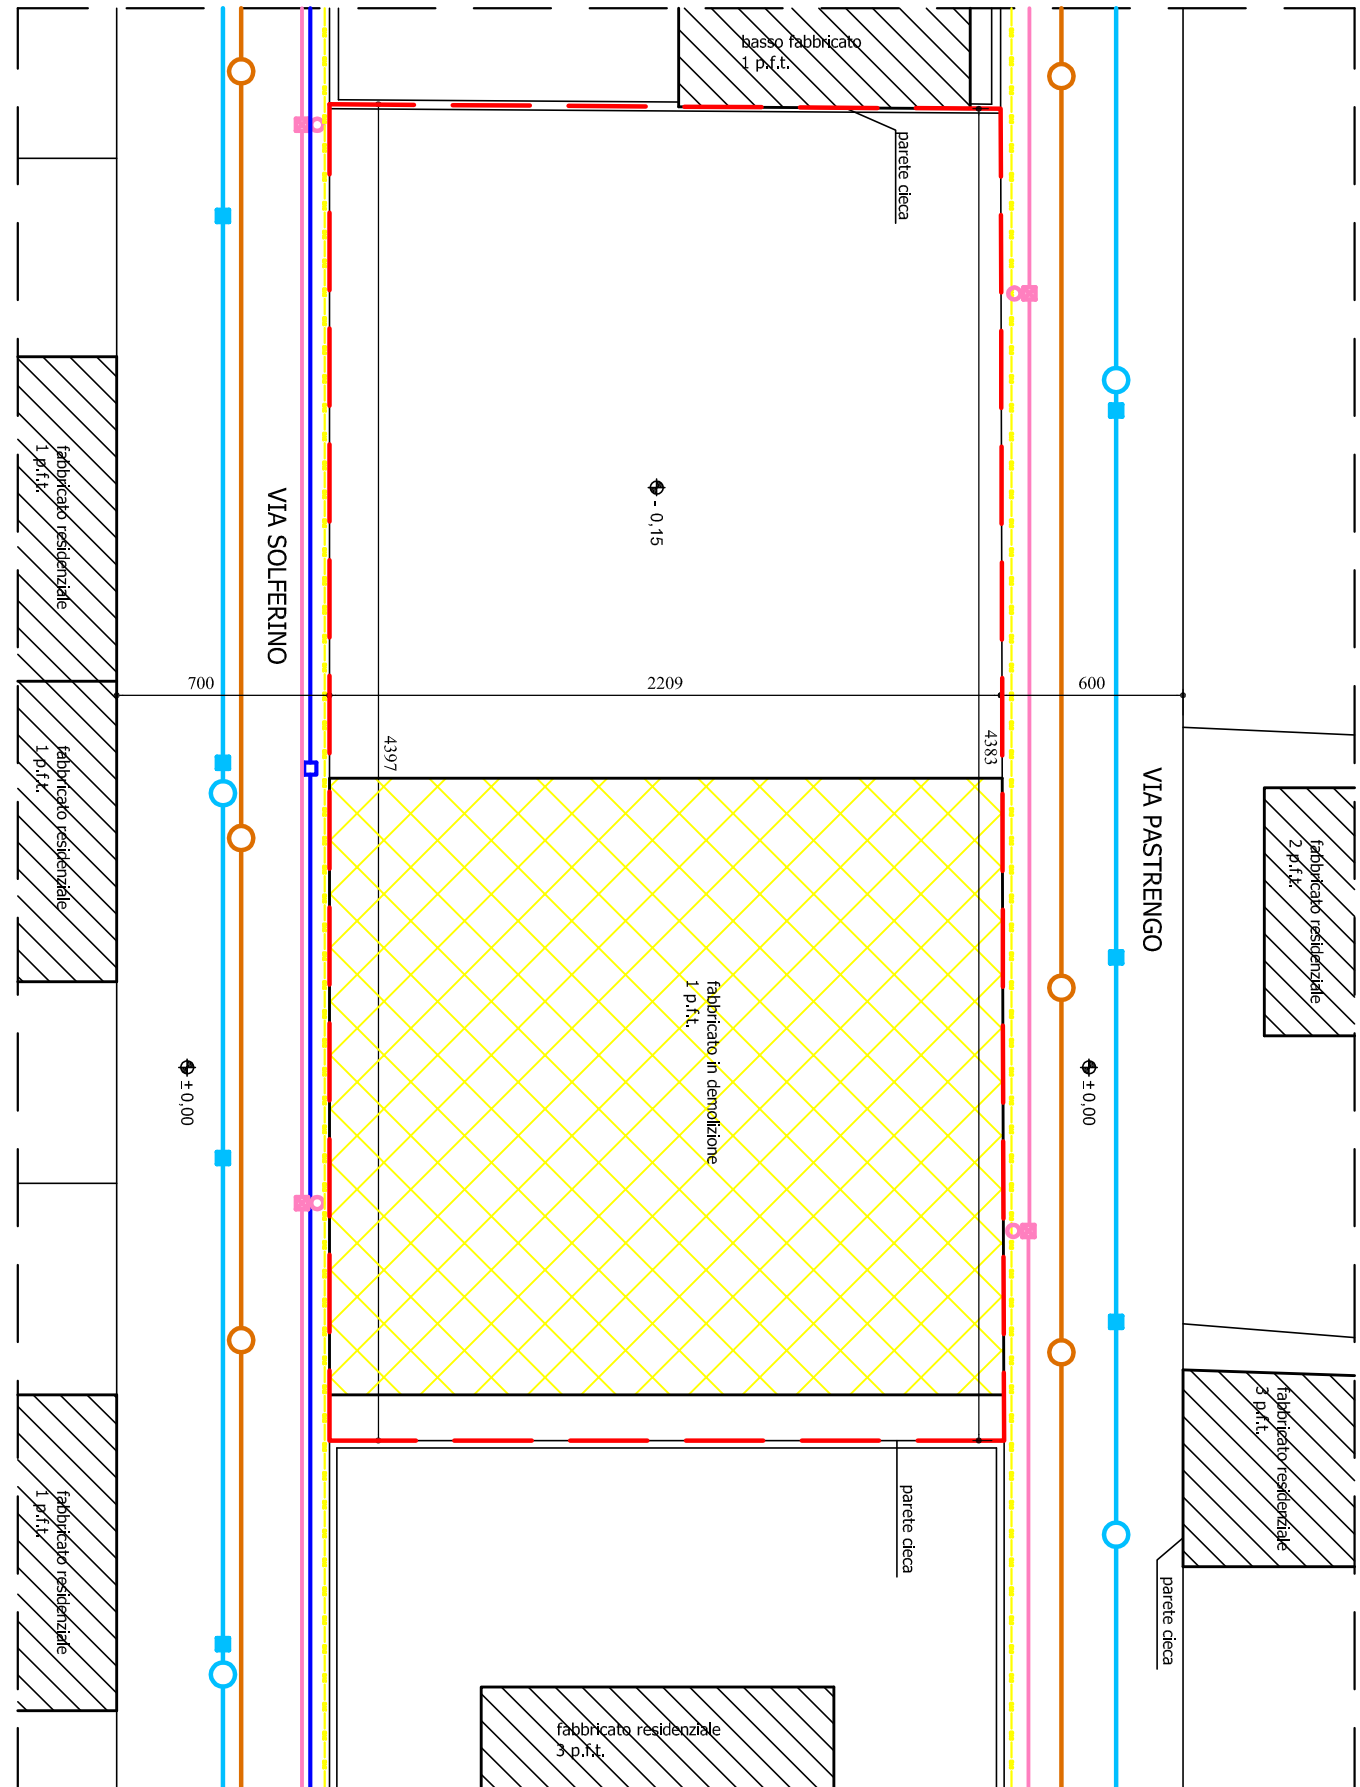 basso fabbricato
1 p.f.t.
parete cieca
fabbricato residenziale
1 p.f.t.
VIA SOLFERINO
- 0,15
700
2209
600
4397
4383
fabbricato residenziale
1 p.f.t.
VIA PASTRENGO
fabbricato residenziale
2 p.f.t.
fabbricato in demolizione
1 p.f.t.
±0,00
±0,00
fabbricato residenziale
3 p.f.t.
parete cieca
fabbricato residenziale
1 p.f.t.
parete cieca
fabbricato residenziale
3 p.f.t.